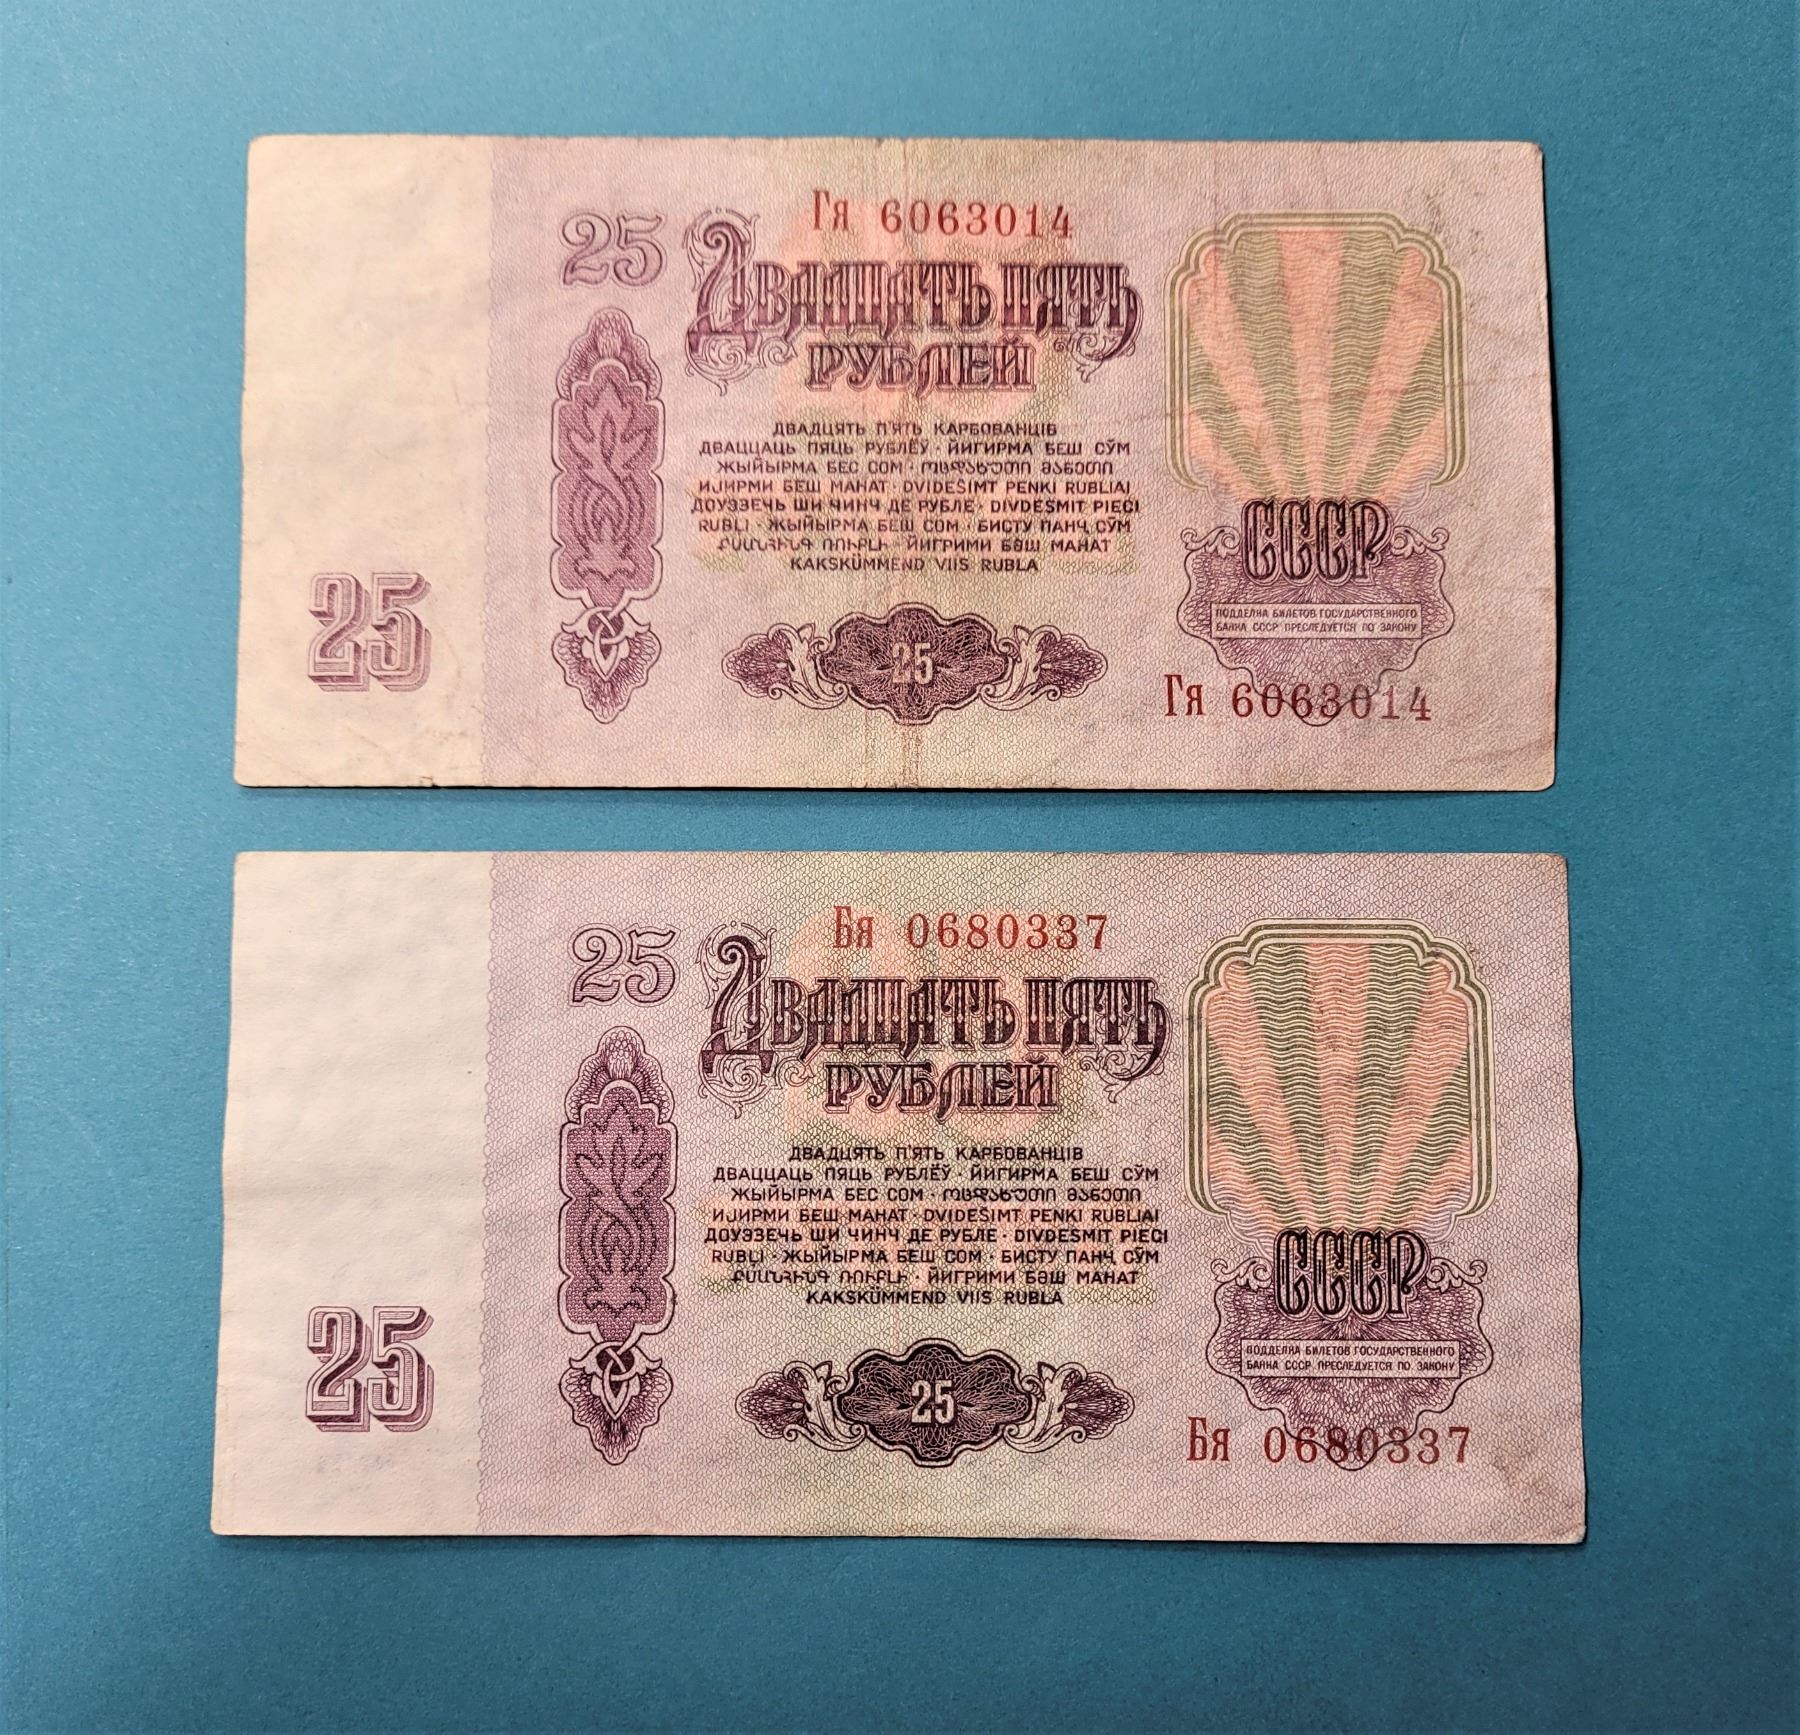 Гя 6063014
25
Двадцать пять
рублей
ДВАДЦЯТЬ П'ЯТЬ КАРБОВАНЦІВ
ДВАЦЦАЦЬ ПЯЦЬ РУБЛЁЎ · ЙИГИРМА БЕШ СЎМ
ЖЫЙЫРМА БЕС СОМ · ოცდახუთი მანეთი
ИЈИРМИ БЕШ МАНАТ · DVIDEŠIMT PENKI RUBLIAI
ДОУЭЗЕЧЬ ШИ ЧИНЧ ДЕ РУБЛЕ · DIVDESMIT PIECI
RUBĻI · ЖЫЙЫРМА БЕШ СОМ · БИСТУ ПАНҶ СЎМ
ՔՍԱՆՀԻՆԳ ՌՈՒԲԼԻ · ЙИГРИМИ БӘШ МАНАТ
KAKSKÜMMEND VIIS RUBLA
СССР
ПОДДЕЛКА БИЛЕТОВ ГОСУДАРСТВЕННОГО
БАНКА СССР ПРЕСЛЕДУЕТСЯ ПО ЗАКОНУ
25
25
Гя 6063014
Бя 0680337
25
Двадцать пять
рублей
ДВАДЦЯТЬ П'ЯТЬ КАРБОВАНЦІВ
ДВАЦЦАЦЬ ПЯЦЬ РУБЛЁЎ · ЙИГИРМА БЕШ СЎМ
ЖЫЙЫРМА БЕС СОМ · ოცდახუთი მანეთი
ИЈИРМИ БЕШ МАНАТ · DVIDEŠIMT PENKI RUBLIAI
ДОУЭЗЕЧЬ ШИ ЧИНЧ ДЕ РУБЛЕ · DIVDESMIT PIECI
RUBĻI · ЖЫЙЫРМА БЕШ СОМ · БИСТУ ПАНҶ СЎМ
ՔՍԱՆՀԻՆԳ ՌՈՒԲԼԻ · ЙИГРИМИ БӘШ МАНАТ
KAKSKÜMMEND VIIS RUBLA
СССР
ПОДДЕЛКА БИЛЕТОВ ГОСУДАРСТВЕННОГО
БАНКА СССР ПРЕСЛЕДУЕТСЯ ПО ЗАКОНУ
25
25
Бя 0680337